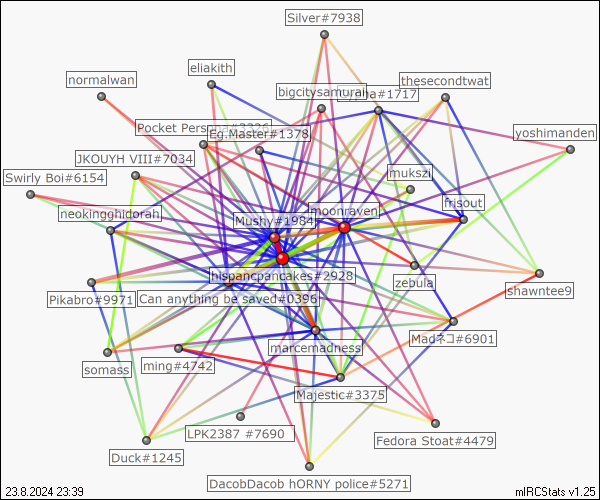 Silver#7938
eliakith
normalwan
thesecondtwat
bigcitysamurai
#1717
Pocket Pers
Eg.Master#1378
yoshimanden
JKOUYH VIII#7034
Swirly Boi#6154
mukszi
frisout
neokingghidorah
Mushy#1984
moonraven
hispancpancakes#2928
zebula
shawntee9
Pikabro#9971
Can anything be saved#0396
marcemadness
Madネコ#6901
somass
ming#4742
Majestic#3375
LPK2387 #7690
Fedora Stoat#4479
Duck#1245
DacobDacob hORNY police#5271
23.8.2024 23:39
mIRCStats v1.25